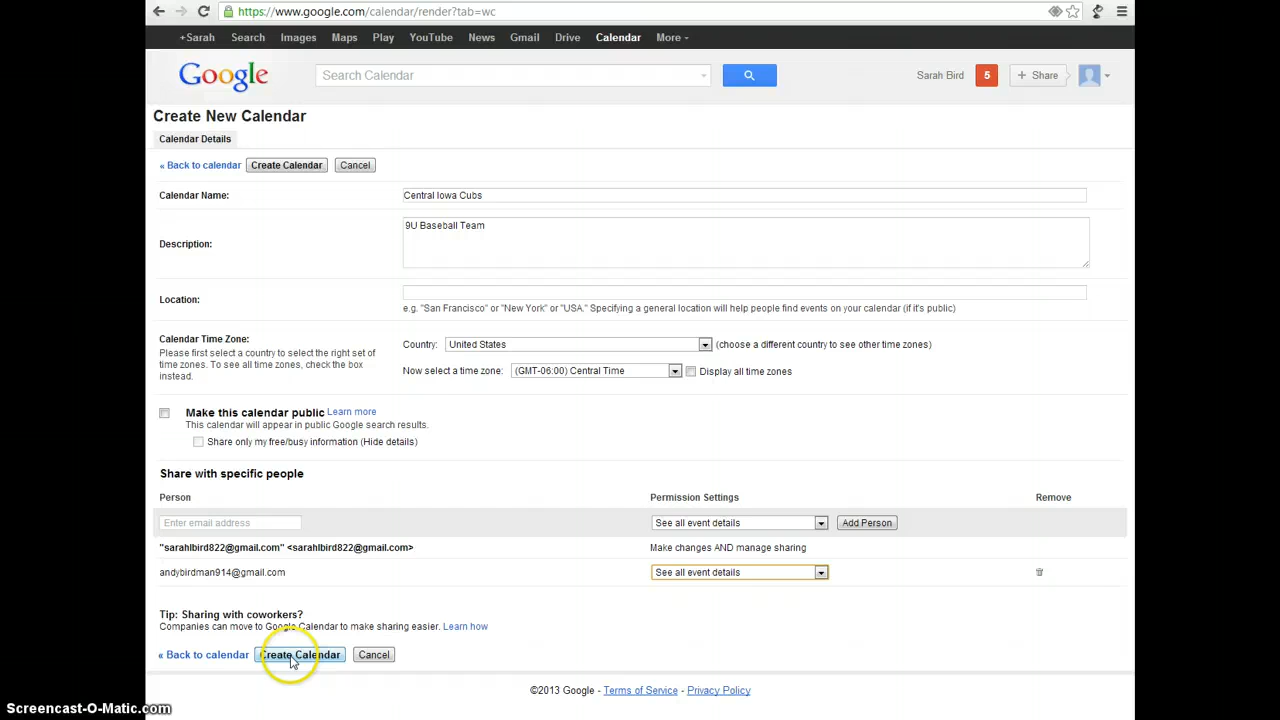 https://www.google.com/calendar/render?tab=wc
+Sarah Search Images Maps Play YouTube News Gmail Drive Calendar More
Google Search Calendar Sarah Bird 5 + Share
Create New Calendar
Calendar Details
« Back to calendar Create Calendar Cancel
Calendar Name: Central Iowa Cubs
9U Baseball Team
Description:
Location:
e.g. "San Francisco" or "New York" or "USA." Specifying a general location will help people find events on your calendar (if it's public)
Calendar Time Zone:
Please first select a country to select the right set of
time zones. To see all time zones, check the box
instead.
Country: United States (choose a different country to see other time zones)
Now select a time zone: (GMT-06:00) Central Time Display all time zones
Make this calendar public Learn more
This calendar will appear in public Google search results.
Share only my free/busy information (Hide details)
Share with specific people
Person Permission Settings Remove
Enter email address See all event details Add Person
"sarahlbird822@gmail.com" <sarahlbird822@gmail.com> Make changes AND manage sharing
andybirdman914@gmail.com See all event details
Tip: Sharing with coworkers?
Companies can move to Google Calendar to make sharing easier. Learn how
« Back to calendar Create Calendar Cancel
©2013 Google - Terms of Service - Privacy Policy
Screencast-O-Matic.com